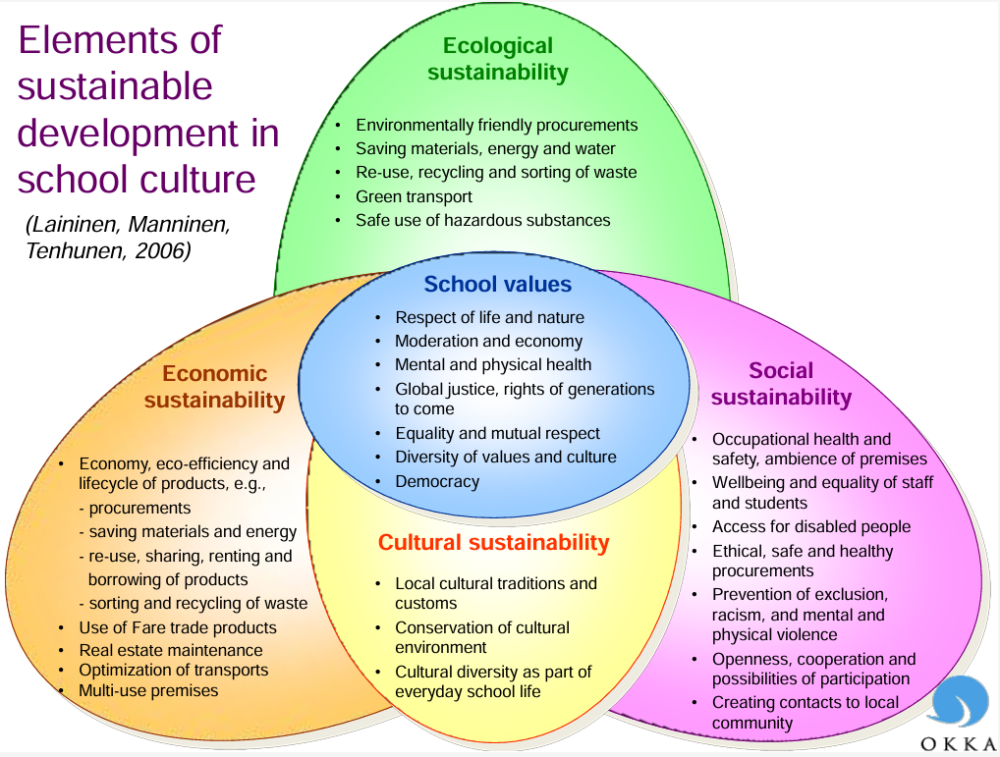 Elements of
sustainable
development in
school culture
(Laininen, Manninen,
Tenhunen, 2006)
Ecological
sustainability
• Environmentally friendly procurements
• Saving materials, energy and water
• Re-use, recycling and sorting of waste
• Green transport
• Safe use of hazardous substances
School values
• Respect of life and nature
• Moderation and economy
• Mental and physical health
• Global justice, rights of generations
to come
• Equality and mutual respect
• Diversity of values and culture
• Democracy
Economic
sustainability
• Economy, eco-efficiency and
lifecycle of products, e.g.,
- procurements
- saving materials and energy
- re-use, sharing, renting and
borrowing of products
- sorting and recycling of waste
• Use of Fare trade products
• Real estate maintenance
• Optimization of transports
• Multi-use premises
Cultural sustainability
• Local cultural traditions and
customs
• Conservation of cultural
environment
• Cultural diversity as part of
everyday school life
Social
sustainability
• Occupational health and
safety, ambience of premises
• Wellbeing and equality of staff
and students
• Access for disabled people
• Ethical, safe and healthy
procurements
• Prevention of exclusion,
racism, and mental and
physical violence
• Openness, cooperation and
possibilities of participation
• Creating contacts to local
community
OKKA